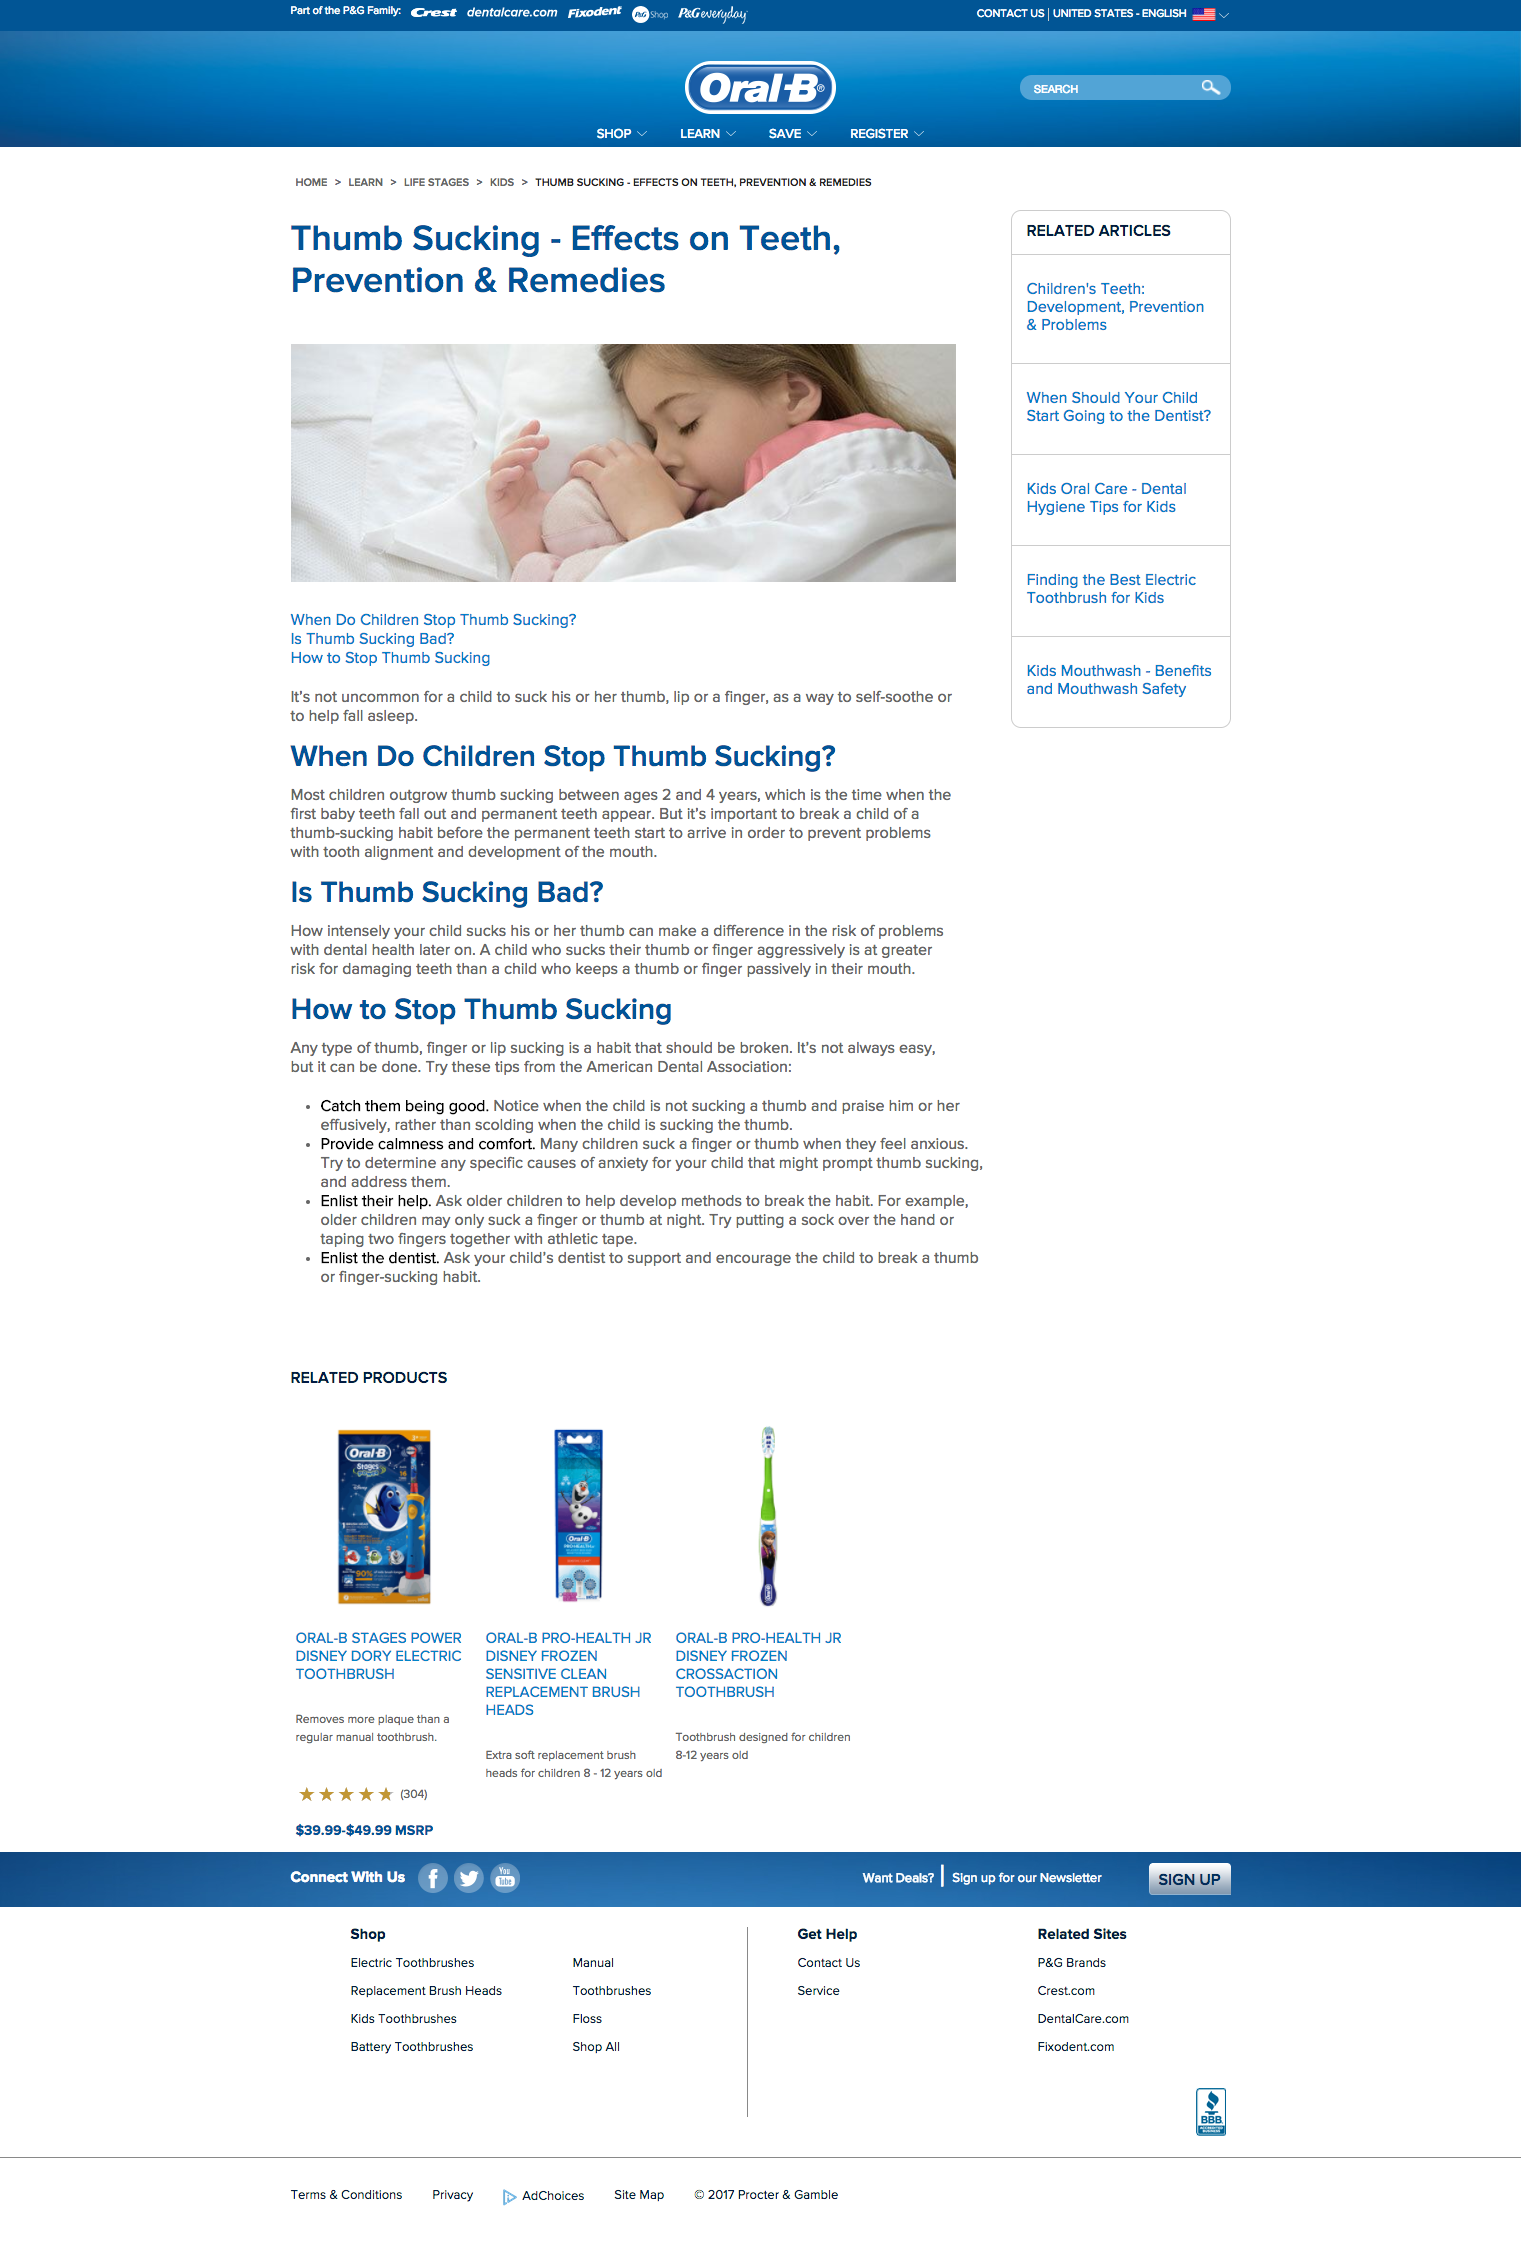 Part of the P&G Family: Crest dentalcare.com Fixodent P&G Shop P&G everyday
CONTACT US | UNITED STATES - ENGLISH
Oral-B®
SEARCH
SHOP LEARN SAVE REGISTER
HOME > LEARN > LIFE STAGES > KIDS > THUMB SUCKING - EFFECTS ON TEETH, PREVENTION & REMEDIES
Thumb Sucking - Effects on Teeth,
Prevention & Remedies
When Do Children Stop Thumb Sucking?
Is Thumb Sucking Bad?
How to Stop Thumb Sucking
It's not uncommon for a child to suck his or her thumb, lip or a finger, as a way to self-soothe or
to help fall asleep.
When Do Children Stop Thumb Sucking?
Most children outgrow thumb sucking between ages 2 and 4 years, which is the time when the
first baby teeth fall out and permanent teeth appear. But it's important to break a child of a
thumb-sucking habit before the permanent teeth start to arrive in order to prevent problems
with tooth alignment and development of the mouth.
Is Thumb Sucking Bad?
How intensely your child sucks his or her thumb can make a difference in the risk of problems
with dental health later on. A child who sucks their thumb or finger aggressively is at greater
risk for damaging teeth than a child who keeps a thumb or finger passively in their mouth.
How to Stop Thumb Sucking
Any type of thumb, finger or lip sucking is a habit that should be broken. It's not always easy,
but it can be done. Try these tips from the American Dental Association:
• Catch them being good. Notice when the child is not sucking a thumb and praise him or her
effusively, rather than scolding when the child is sucking the thumb.
• Provide calmness and comfort. Many children suck a finger or thumb when they feel anxious.
Try to determine any specific causes of anxiety for your child that might prompt thumb sucking,
and address them.
• Enlist their help. Ask older children to help develop methods to break the habit. For example,
older children may only suck a finger or thumb at night. Try putting a sock over the hand or
taping two fingers together with athletic tape.
• Enlist the dentist. Ask your child's dentist to support and encourage the child to break a thumb
or finger-sucking habit.
RELATED ARTICLES
Children's Teeth:
Development, Prevention
& Problems
When Should Your Child
Start Going to the Dentist?
Kids Oral Care - Dental
Hygiene Tips for Kids
Finding the Best Electric
Toothbrush for Kids
Kids Mouthwash - Benefits
and Mouthwash Safety
RELATED PRODUCTS
Oral-B
Stages
Disney
90%
Oral-B
PRO-HEALTH
ORAL-B STAGES POWER
DISNEY DORY ELECTRIC
TOOTHBRUSH
Removes more plaque than a
regular manual toothbrush.
(304)
$39.99-$49.99 MSRP
ORAL-B PRO-HEALTH JR
DISNEY FROZEN
SENSITIVE CLEAN
REPLACEMENT BRUSH
HEADS
Extra soft replacement brush
heads for children 8 - 12 years old
ORAL-B PRO-HEALTH JR
DISNEY FROZEN
CROSSACTION
TOOTHBRUSH
Toothbrush designed for children
8-12 years old
Connect With Us f You Tube
Want Deals? | Sign up for our Newsletter SIGN UP
Shop
Electric Toothbrushes
Replacement Brush Heads
Kids Toothbrushes
Battery Toothbrushes
Manual
Toothbrushes
Floss
Shop All
Get Help
Contact Us
Service
Related Sites
P&G Brands
Crest.com
DentalCare.com
Fixodent.com
BBB
Terms & Conditions Privacy AdChoices Site Map © 2017 Procter & Gamble